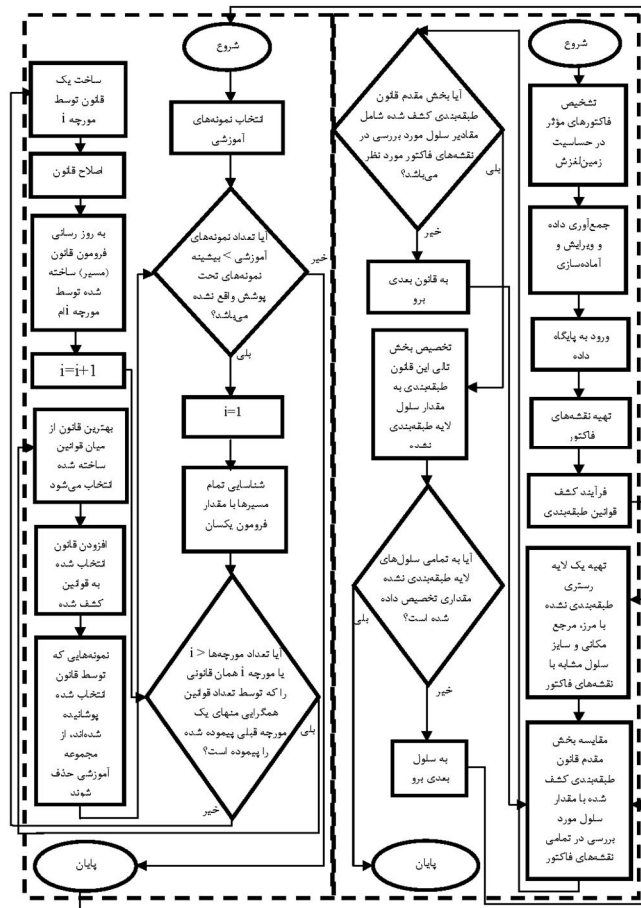 شروع
تشخیص
فاکتورهای مؤثر
در حساسیت
زمین‌لغزش
جمع‌آوری داده
و ویرایش و
آماده‌سازی
ورود به پایگاه
داده
تهیه نقشه‌های
فاکتور
فرآیند کشف
قوانین طبقه‌بندی
تهیه یک لایه
رستری
طبقه‌بندی نشده
با مرز، مرجع
مکانی و سایز
سلول مشابه با
نقشه‌های فاکتور
مقایسه بخش
مقدم قانون
طبقه‌بندی کشف
شده با مقدار
سلول مورد
بررسی در تمامی
نقشه‌های فاکتور
آیا بخش مقدم قانون
طبقه‌بندی کشف شده شامل
مقادیر سلول مورد بررسی در
نقشه‌های فاکتور مورد نظر
می‌باشد؟
بلی
خیر
به قانون بعدی
برو
تخصیص بخش
تالی این قانون
طبقه‌بندی به
مقدار سلول
لایه طبقه‌بندی
نشده
آیا به تمامی سلول‌های
لایه طبقه‌بندی نشده
مقداری تخصیص داده
شده است؟
بلی
خیر
به سلول
بعدی برو
پایان
شروع
انتخاب نمونه‌های
آموزشی
آیا تعداد نمونه‌های
آموزشی > بیشینه
نمونه‌های تحت
پوشش واقع نشده
می‌باشد؟
خیر
بلی
i=1
شناسایی تمام
مسیرها با مقدار
فرومون یکسان
آیا تعداد مورچه‌ها > i
یا مورچه i همان قانونی
را که توسط تعداد قوانین
همگرایی منهای یک
مورچه قبلی پیموده شده
را پیموده است؟
بلی
خیر
ساخت یک
قانون توسط
مورچه i
اصلاح قانون
به روز رسانی
فرومون قانون
(مسیر) ساخته
شده توسط
مورچه iام
i=i+1
بهترین قانون از
میان قوانین
ساخته شده
انتخاب می‌شود
افزودن قانون
انتخاب شده
به قوانین
کشف شده
نمونه‌هایی که
توسط قانون
انتخاب شده
پوشانیده
شده‌اند، از
مجموعه
آموزشی حذف
شوند
پایان